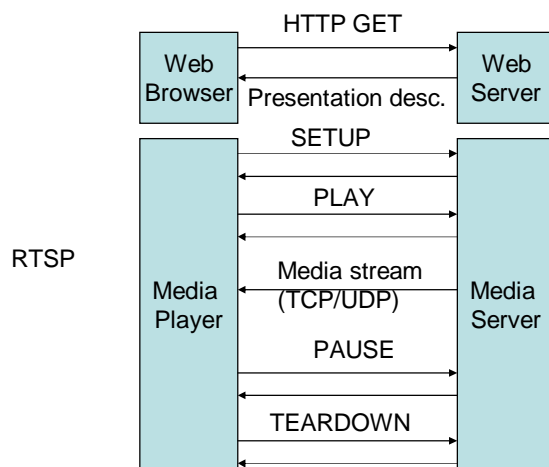 HTTP GET
Web
Browser
Web
Server
Presentation desc.
SETUP
PLAY
RTSP
Media stream
(TCP/UDP)
Media
Player
Media
Server
PAUSE
TEARDOWN